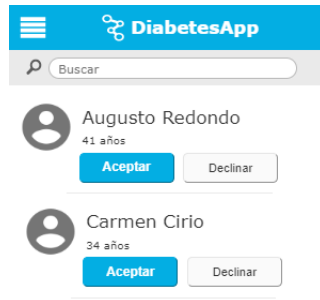 DiabetesApp
Buscar
Augusto Redondo
41 años
Aceptar Declinar
Carmen Cirio
34 años
Aceptar Declinar